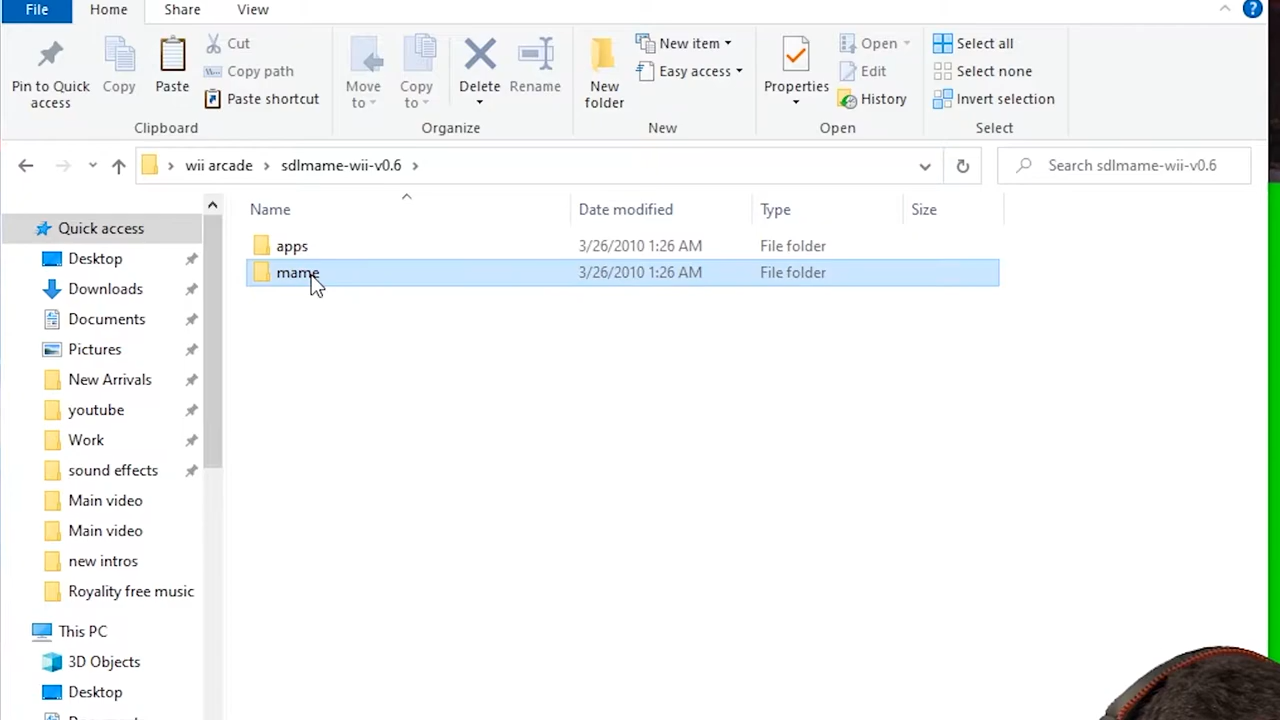 File Home Share View
Pin to Quick access
Copy
Paste
Cut
Copy path
Paste shortcut
Clipboard
Move to
Copy to
Delete
Rename
Organize
New folder
New item
Easy access
New
Properties
Open
Edit
History
Open
Select all
Select none
Invert selection
Select
wii arcade sdlmame-wii-v0.6
Search sdlmame-wii-v0.6
Name Date modified Type Size
apps 3/26/2010 1:26 AM File folder
mame 3/26/2010 1:26 AM File folder
Quick access
Desktop
Downloads
Documents
Pictures
New Arrivals
youtube
Work
sound effects
Main video
Main video
new intros
Royality free music
This PC
3D Objects
Desktop